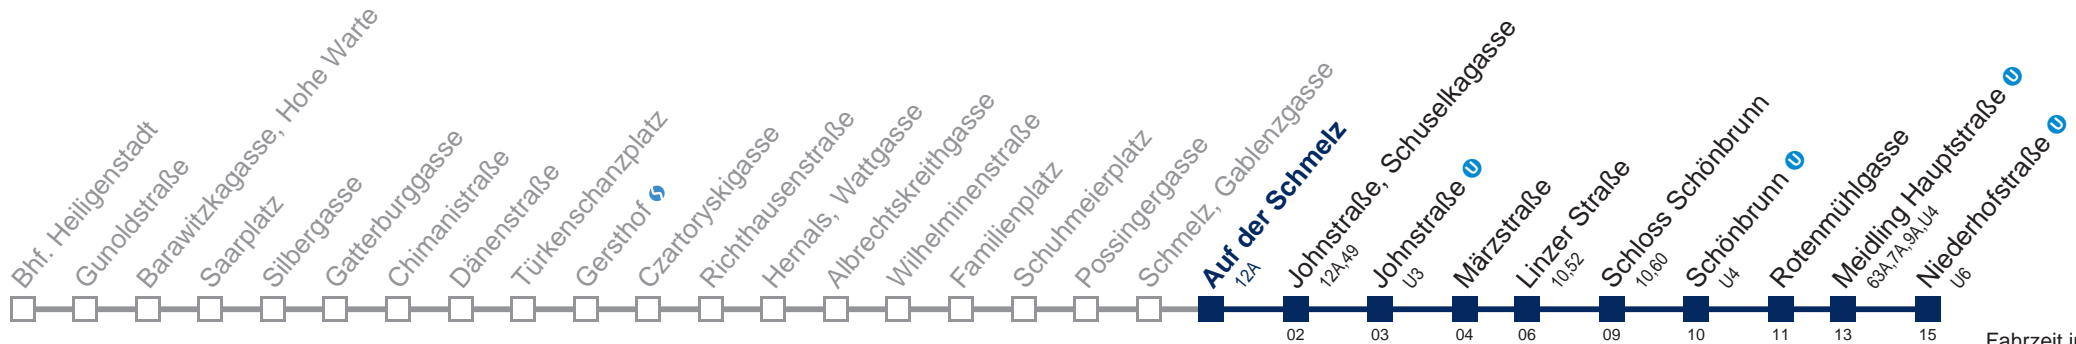 Bhf. Heiligenstadt
Gunoldstraße
Barawitzkagasse, Hohe Warte
Saarplatz
Silbergasse
Gatterburggasse
Chimanistraße
Dänenstraße
Türkenschanzplatz
Gersthof S
Czartoryskigasse
Richthausenstraße
Hernals, Wattgasse
Albrechtskreithgasse
Wilhelminenstraße
Familienplatz
Schuhmeierplatz
Possingergasse
Schmelz, Gablenzgasse
Auf der Schmelz
12A
Johnstraße, Schuselkagasse
12A,49
Johnstraße U
U3
Märzstraße
Linzer Straße
10,52
Schloss Schönbrunn
10,60
Schönbrunn U
U4
Rotenmühlgasse
Meidling Hauptstraße U
63A,7A,9A,U4
Niederhofstraße U
U6
02 03 04 06 09 10 11 13 15
Fahrzeit i